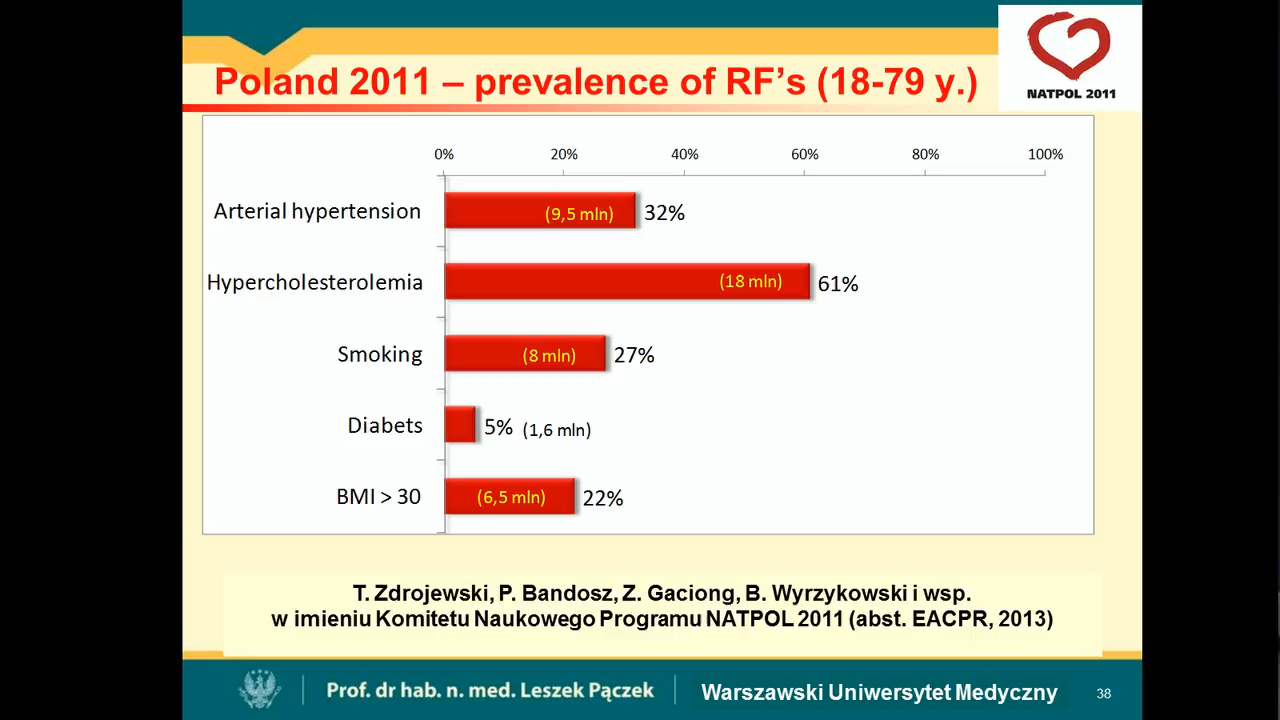 Poland 2011 – prevalence of RF's (18-79 y.)
NATPOL 2011
0% 20% 40% 60% 80% 100%
Arterial hypertension (9,5 mln) 32%
Hypercholesterolemia (18 mln) 61%
Smoking (8 mln) 27%
Diabets 5% (1,6 mln)
BMI > 30 (6,5 mln) 22%
T. Zdrojewski, P. Bandosz, Z. Gaciong, B. Wyrzykowski i wsp.
w imieniu Komitetu Naukowego Programu NATPOL 2011 (abst. EACPR, 2013)
Prof. dr hab. n. med. Leszek Pączek Warszawski Uniwersytet Medyczny 38